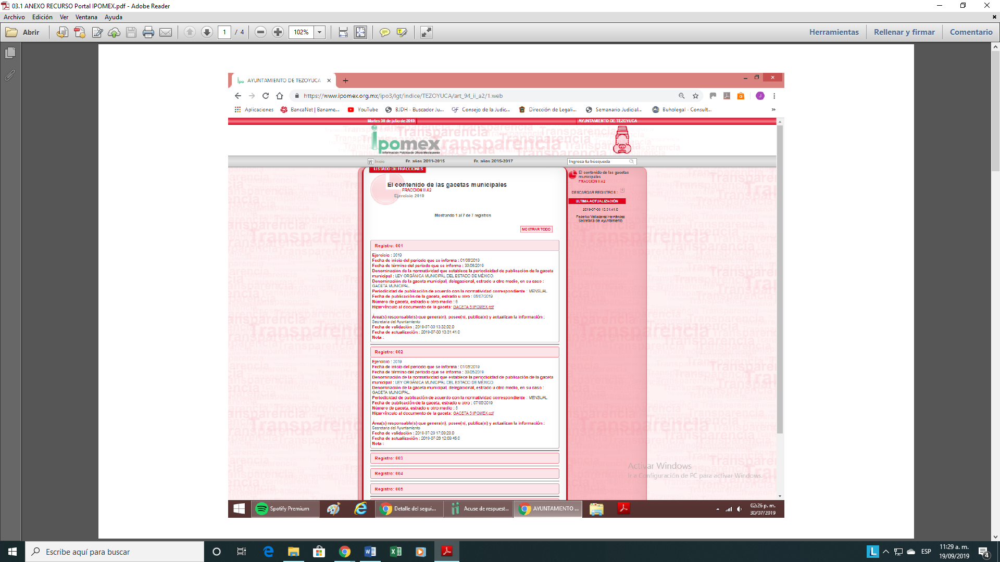 03.1 ANEXO RECURSO Portal IPOMEX.pdf - Adobe Reader
Archivo Edición Ver Ventana Ayuda
Abrir 1 / 4 102% Herramientas Rellenar y firmar Comentario
ipo AYUNTAMIENTO DE TEZOYUCA
https://www.ipomex.org.mx/ipo3/lgt/indice/TEZOYUCA/art_94_ii_a2/1.web
Aplicaciones BancaNet | Baname... YouTube BJDH - Buscador Ju... Consejo de la Judic... Dirección de Legali... Semanario Judicial... Buholegal - Consult...
Martes 30 de julio de 2019 AYUNTAMIENTO DE TEZOYUCA
ipomex
Información Pública de Oficio Mexiquense
Transparencia
Inicio Fr. años 2011-2015 Fr. años 2015-2017 Ingresa tu búsqueda
LISTADO DE FRACCIONES
El contenido de las gacetas municipales
FRACCIÓN II A2
Ejercicio 2019
Mostrando 1 al 7 de 7 registros
MOSTRAR TODO
El contenido de las gacetas
municipales
FRACCIÓN II A2
DESCARGAR REGISTROS :
ULTIMA ACTUALIZACIÓN
2019-07-30 13:31:41.0
Federico Valladarez Hernández
Secretaria del Ayuntamiento
Registro: 001
Ejercicio : 2019
Fecha de inicio del periodo que se informa : 01/06/2019
Fecha de término del periodo que se informa : 30/06/2019
Denominación de la normatividad que establece la periodicidad de publicación de la gaceta
municipal : LEY ORGÁNICA MUNICIPAL DEL ESTADO DE MÉXICO
Denominación de la gaceta municipal, delegacional, estrado u otro medio, en su caso :
GACETA MUNICIPAL
Periodicidad de publicación de acuerdo con la normatividad correspondiente : MENSUAL
Fecha de publicación de la gaceta, estrado u otro : 05/07/2019
Número de gaceta, estrado u otro medio : 6
Hipervínculo al documento de la gaceta: GACETA 5 IPOMEX.pdf
Área(s) responsable(s) que genera(n), posee(n), publica(n) y actualizan la información :
Secretaria del Ayuntamiento
Fecha de validación : 2019-07-30 13:32:02.0
Fecha de actualización : 2019-07-30 13:31:41.0
Nota :
Registro: 002
Ejercicio : 2019
Fecha de inicio del periodo que se informa : 01/05/2019
Fecha de término del periodo que se informa : 30/05/2019
Denominación de la normatividad que establece la periodicidad de publicación de la gaceta
municipal : LEY ORGÁNICA MUNICIPAL DEL ESTADO DE MÉXICO
Denominación de la gaceta municipal, delegacional, estrado u otro medio, en su caso :
GACETA MUNICIPAL
Periodicidad de publicación de acuerdo con la normatividad correspondiente : MENSUAL
Fecha de publicación de la gaceta, estrado u otro : 07/06/2019
Número de gaceta, estrado u otro medio : 5
Hipervínculo al documento de la gaceta: GACETA 5 IPOMEX.pdf
Área(s) responsable(s) que genera(n), posee(n), publica(n) y actualizan la información :
Secretaria del Ayuntamiento
Fecha de validación : 2019-07-29 17:09:28.0
Fecha de actualización : 2019-07-26 12:09:45.0
Nota :
Registro: 003
Registro: 004
Registro: 005
Activar Windows
Ir a Configuración de PC para activar Windows.
Spotify Premium Detalle del segui... Acuse de respuest... AYUNTAMIENTO ... 02:26 p. m.
30/07/2019
Escribe aquí para buscar ESP 11:29 a. m.
19/09/2019 4